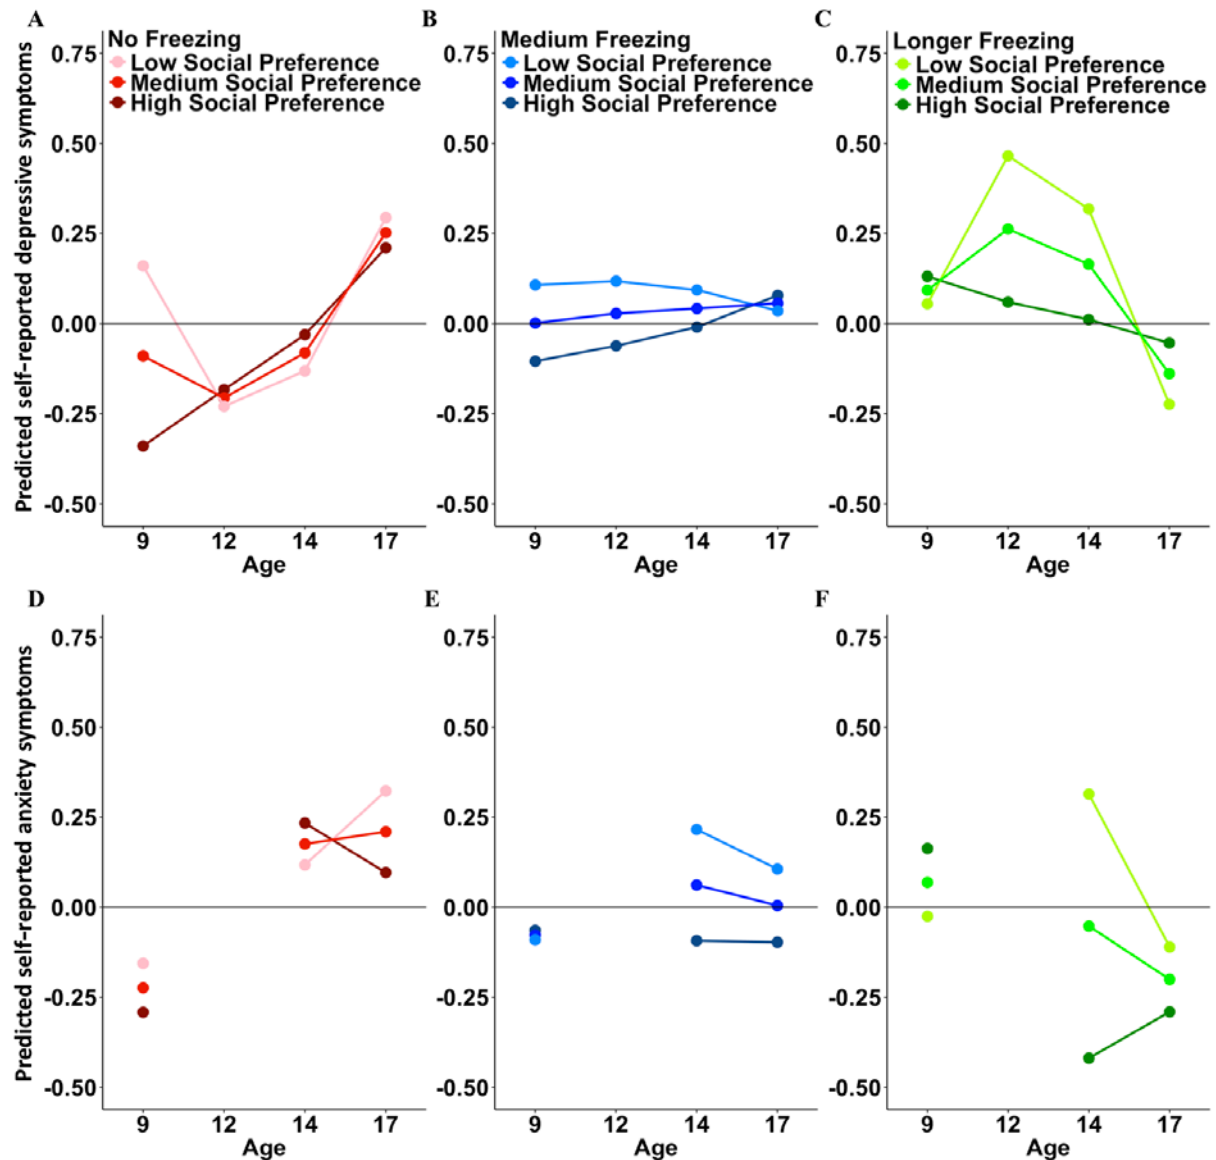 A
Predicted self-reported depressive symptoms
No Freezing
Low Social Preference
Medium Social Preference
High Social Preference
0.75
0.50
0.25
0.00
-0.25
-0.50
9 12 14 17
Age
B
Medium Freezing
Low Social Preference
Medium Social Preference
High Social Preference
0.75
0.50
0.25
0.00
-0.25
-0.50
9 12 14 17
Age
C
Longer Freezing
Low Social Preference
Medium Social Preference
High Social Preference
0.75
0.50
0.25
0.00
-0.25
-0.50
9 12 14 17
Age
D
Predicted self-reported anxiety symptoms
0.75
0.50
0.25
0.00
-0.25
-0.50
9 12 14 17
Age
E
0.75
0.50
0.25
0.00
-0.25
-0.50
9 12 14 17
Age
F
0.75
0.50
0.25
0.00
-0.25
-0.50
9 12 14 17
Age